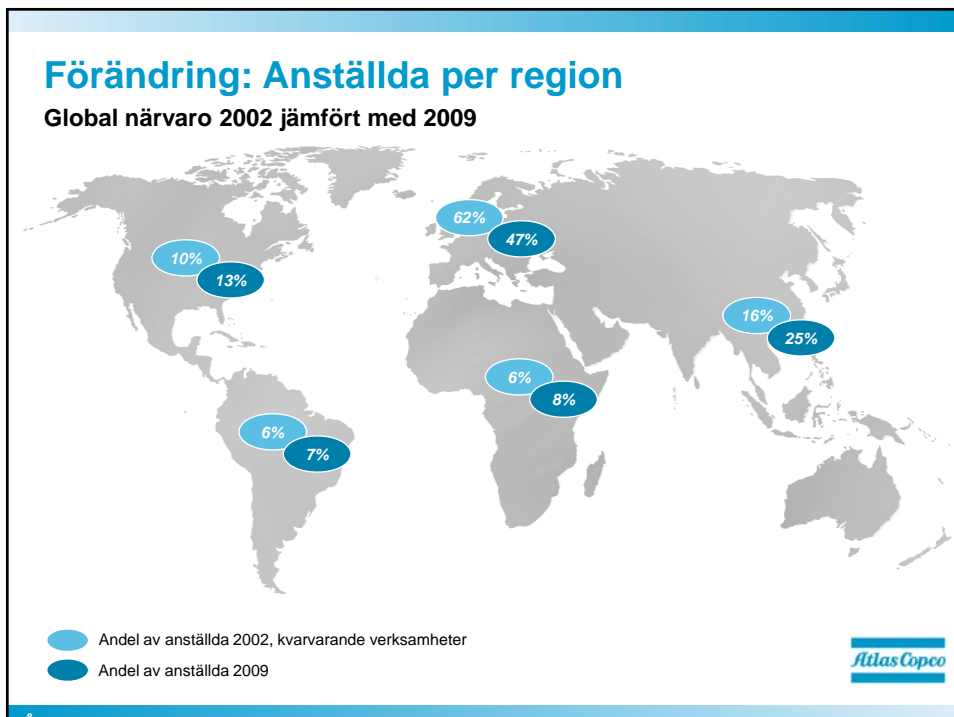 Förändring: Anställda per region
Global närvaro 2002 jämfört med 2009
62%
47%
10%
13%
16%
25%
6%
8%
6%
7%
Andel av anställda 2002, kvarvarande verksamheter
Andel av anställda 2009
Atlas Copco